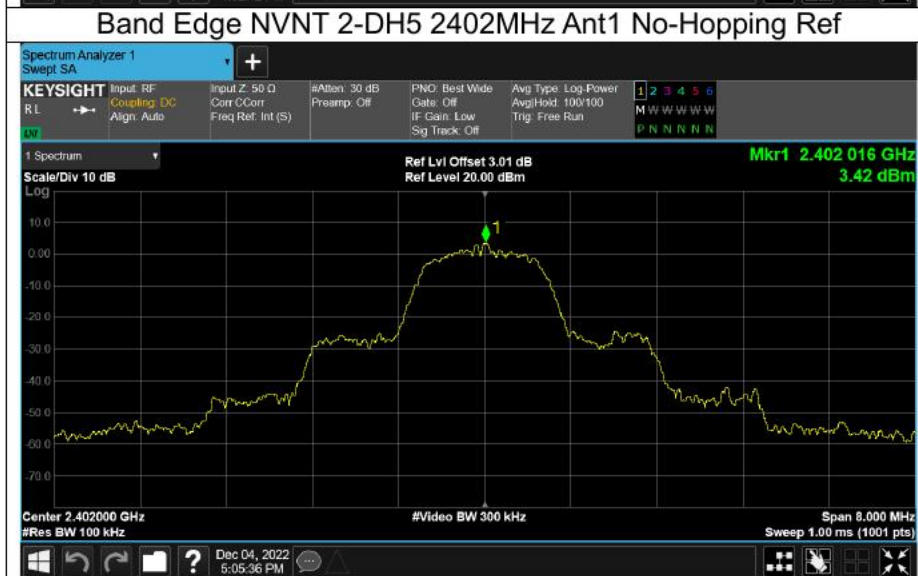 Band Edge NVNT 2-DH5 2402MHz Ant1 No-Hopping Ref
Spectrum Analyzer 1
Swept SA
+
KEYSIGHT Input: RF Input Z: 50 Ω #Atten: 30 dB PNO: Best Wide Avg Type: Log-Power 1 2 3 4 5 6
R L Coupling: DC Corr CCorr Preamp: Off Gate: Off Avg|Hold: 100/100 M W W W W W
Align: Auto Freq Ref: Int (S) IF Gain: Low Trig: Free Run
Sig Track: Off P N N N N N
1 Spectrum Ref Lvl Offset 3.01 dB Mkr1 2.402 016 GHz
Scale/Div 10 dB Ref Level 20.00 dBm 3.42 dBm
Log
10.0
1
0.00
-10.0
-20.0
-30.0
-40.0
-50.0
-60.0
-70.0
Center 2.402000 GHz #Video BW 300 kHz Span 8.000 MHz
#Res BW 100 kHz Sweep 1.00 ms (1001 pts)
? Dec 04, 2022
5:05:36 PM